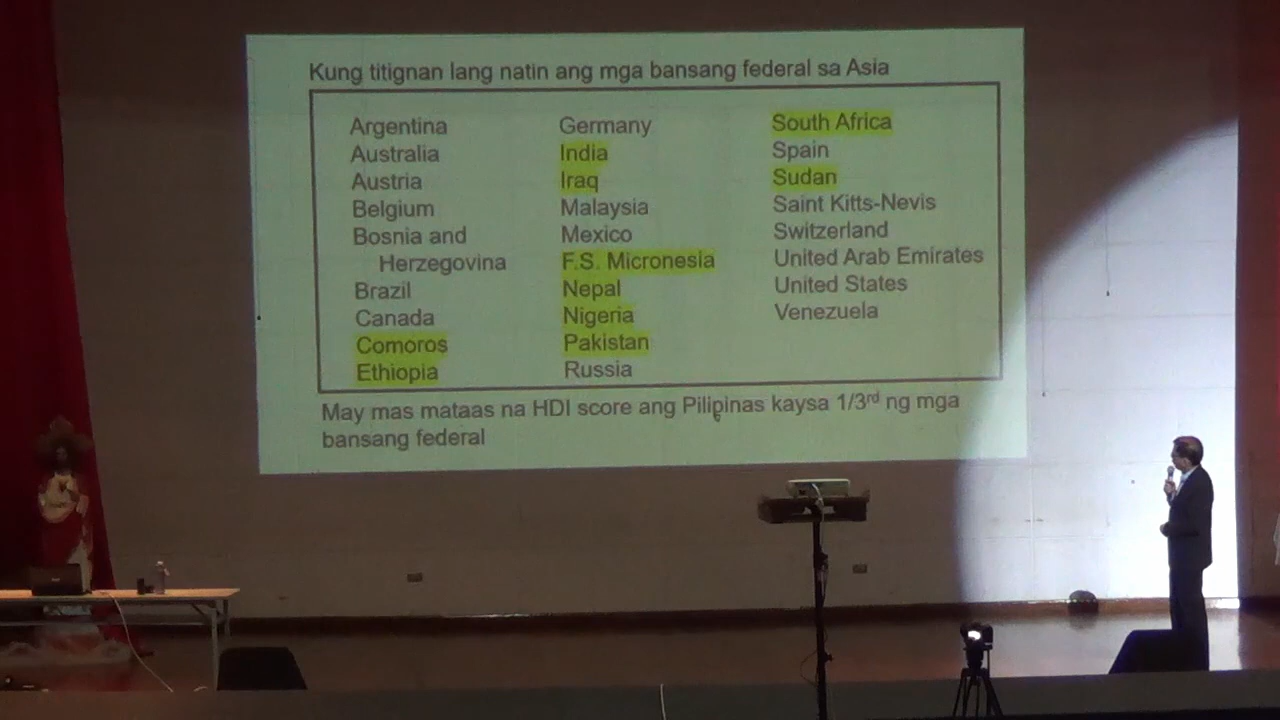 Kung titignan lang natin ang mga bansang federal sa Asia
Argentina
Australia
Austria
Belgium
Bosnia and
Herzegovina
Brazil
Canada
Comoros
Ethiopia
Germany
India
Iraq
Malaysia
Mexico
F.S. Micronesia
Nepal
Nigeria
Pakistan
Russia
South Africa
Spain
Sudan
Saint Kitts-Nevis
Switzerland
United Arab Emirates
United States
Venezuela
May mas mataas na HDI score ang Pilipinas kaysa 1/3rd ng mga
bansang federal